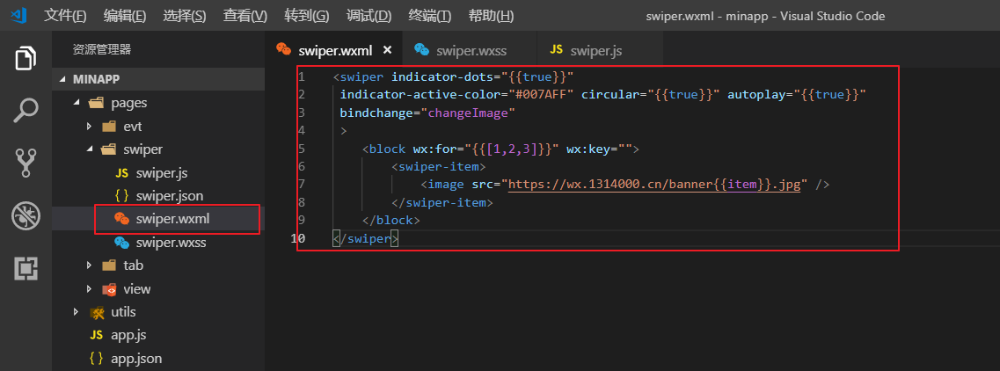 文件(F) 编辑(E) 选择(S) 查看(V) 转到(G) 调试(D) 终端(T) 帮助(H) swiper.wxml - minapp - Visual Studio Code
资源管理器
MINAPP
pages
evt
swiper
JS swiper.js
{ } swiper.json
swiper.wxml
swiper.wxss
tab
view
utils
JS app.js
{ } app.json
swiper.wxml × swiper.wxss JS swiper.js
1 <swiper indicator-dots="{{true}}"
2 indicator-active-color="#007AFF" circular="{{true}}" autoplay="{{true}}"
3 bindchange="changeImage"
4 >
5 <block wx:for="{{[1,2,3]}}" wx:key="">
6 <swiper-item>
7 <image src="https://wx.1314000.cn/banner{{item}}.jpg" />
8 </swiper-item>
9 </block>
10 </swiper>